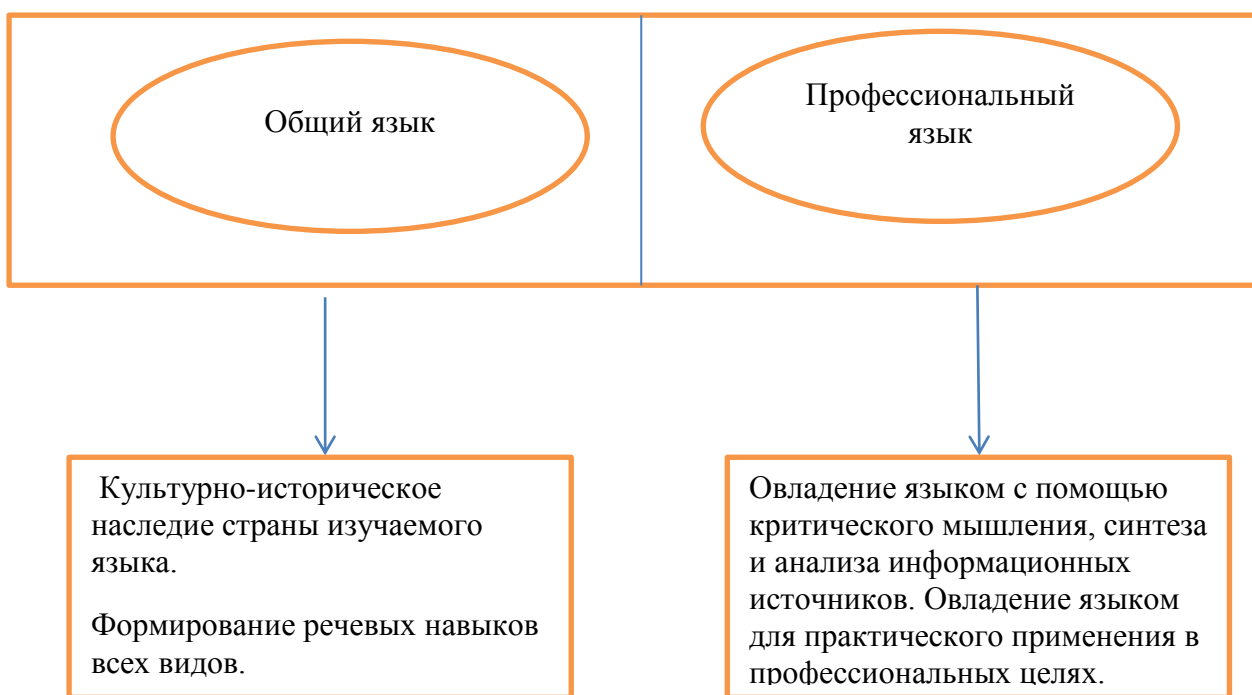 Общий язык
Профессиональный
язык
Культурно-историческое
наследие страны изучаемого
языка.
Формирование речевых навыков
всех видов.
Овладение языком с помощью
критического мышления, синтеза
и анализа информационных
источников. Овладение языком
для практического применения в
профессиональных целях.